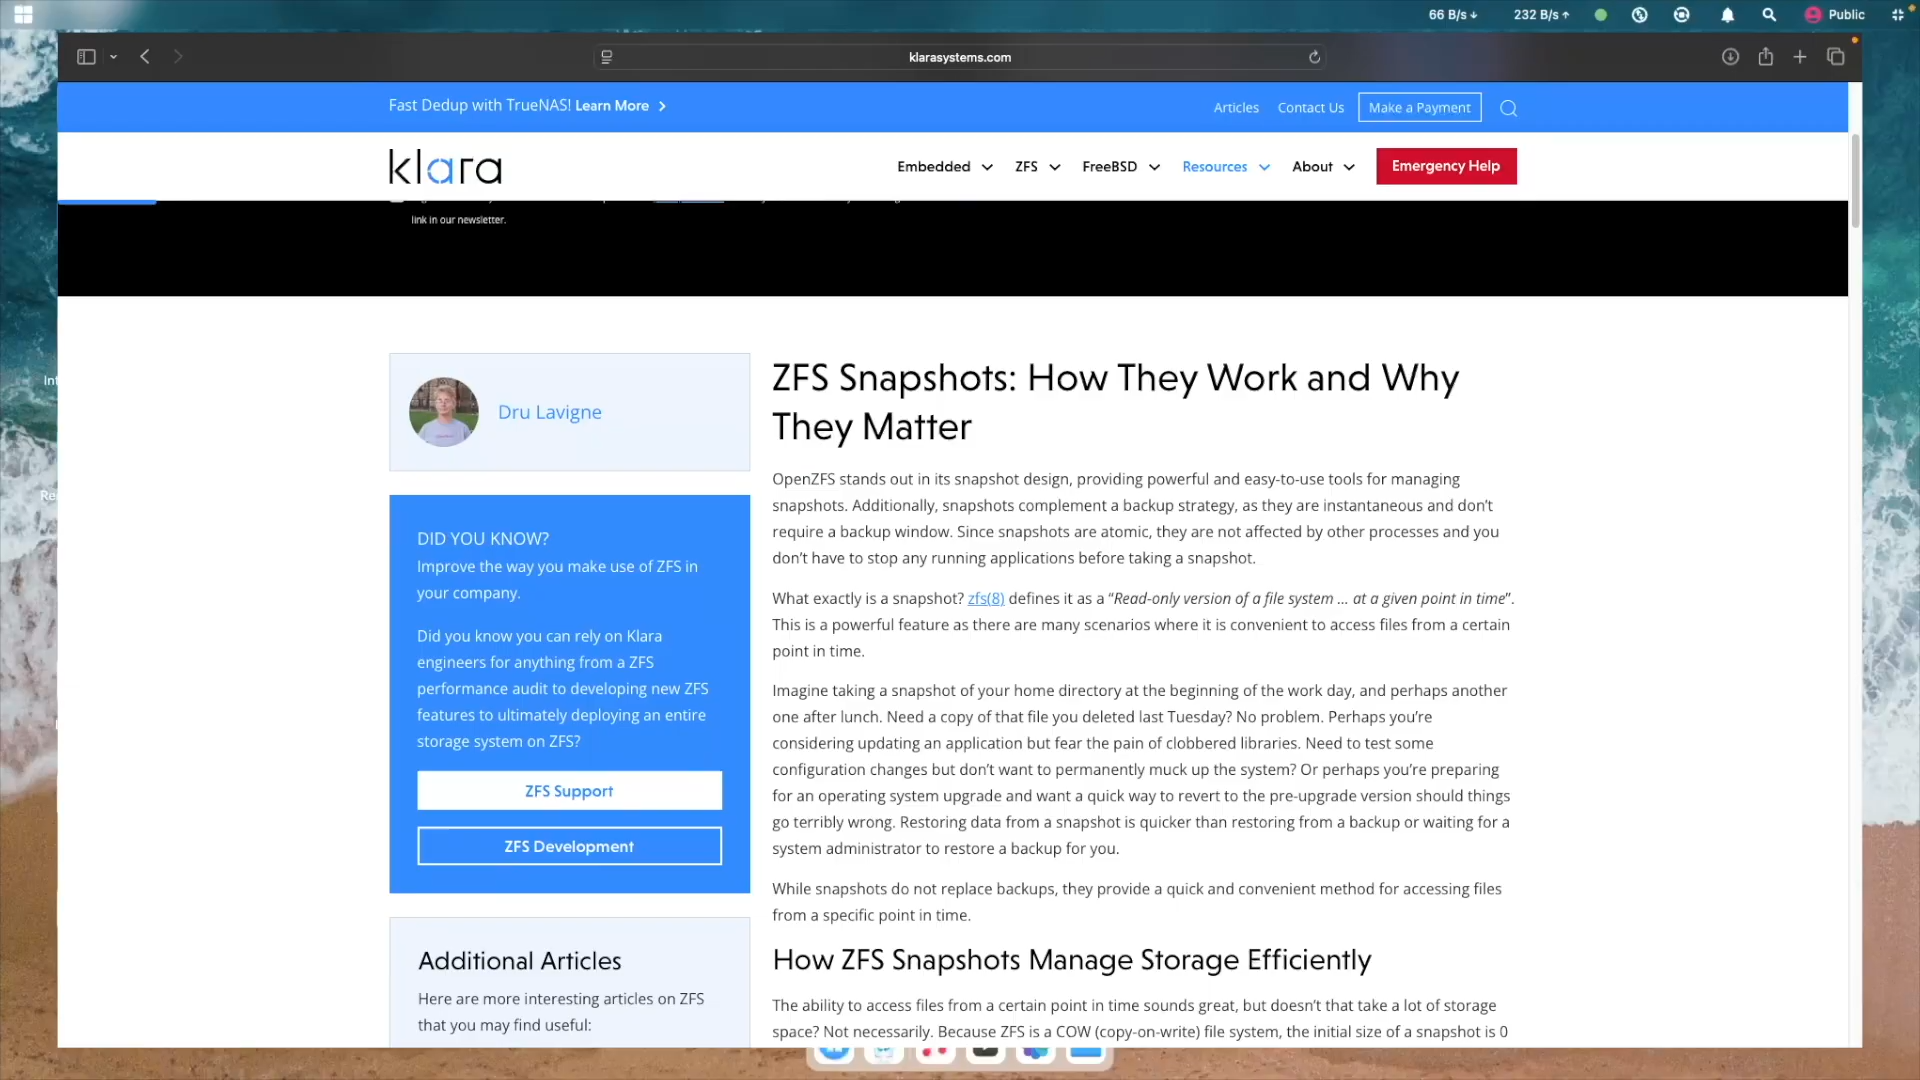 66 B/s↓ 232 B/s↑ Public
klarasystems.com
Fast Dedup with TrueNAS! Learn More
Articles Contact Us Make a Payment
klara
Embedded ZFS FreeBSD Resources About Emergency Help
link in our newsletter.
Dru Lavigne
DID YOU KNOW?
Improve the way you make use of ZFS in
your company.
Did you know you can rely on Klara
engineers for anything from a ZFS
performance audit to developing new ZFS
features to ultimately deploying an entire
storage system on ZFS?
ZFS Support
ZFS Development
Additional Articles
Here are more interesting articles on ZFS
that you may find useful:
ZFS Snapshots: How They Work and Why
They Matter
OpenZFS stands out in its snapshot design, providing powerful and easy-to-use tools for managing
snapshots. Additionally, snapshots complement a backup strategy, as they are instantaneous and don’t
require a backup window. Since snapshots are atomic, they are not affected by other processes and you
don’t have to stop any running applications before taking a snapshot.
What exactly is a snapshot? zfs(8) defines it as a “Read-only version of a file system … at a given point in time”.
This is a powerful feature as there are many scenarios where it is convenient to access files from a certain
point in time.
Imagine taking a snapshot of your home directory at the beginning of the work day, and perhaps another
one after lunch. Need a copy of that file you deleted last Tuesday? No problem. Perhaps you’re
considering updating an application but fear the pain of clobbered libraries. Need to test some
configuration changes but don’t want to permanently muck up the system? Or perhaps you’re preparing
for an operating system upgrade and want a quick way to revert to the pre-upgrade version should things
go terribly wrong. Restoring data from a snapshot is quicker than restoring from a backup or waiting for a
system administrator to restore a backup for you.
While snapshots do not replace backups, they provide a quick and convenient method for accessing files
from a specific point in time.
How ZFS Snapshots Manage Storage Efficiently
The ability to access files from a certain point in time sounds great, but doesn’t that take a lot of storage
space? Not necessarily. Because ZFS is a COW (copy-on-write) file system, the initial size of a snapshot is 0